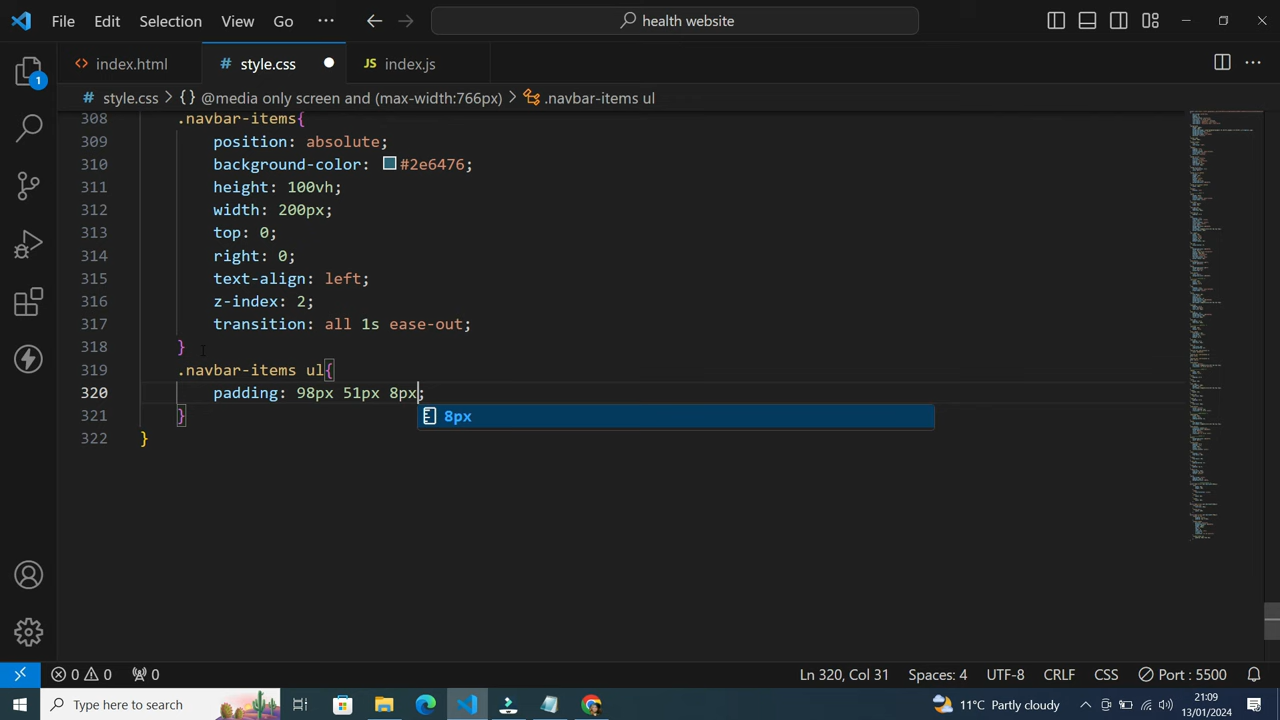 File Edit Selection View Go ··· health website
index.html # style.css JS index.js
# style.css > {} @media only screen and (max-width:766px) > .navbar-items ul
308 .navbar-items{
309 position: absolute;
310 background-color: #2e6476;
311 height: 100vh;
312 width: 200px;
313 top: 0;
314 right: 0;
315 text-align: left;
316 z-index: 2;
317 transition: all 1s ease-out;
318 }
319 .navbar-items ul{
320 padding: 98px 51px 8px;
8px
321 }
322 }
1
0 0 0 Ln 320, Col 31 Spaces: 4 UTF-8 CRLF CSS Port : 5500
Type here to search 11°C Partly cloudy 21:09
13/01/2024